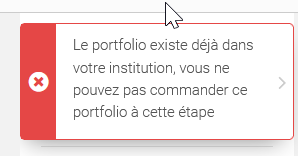 Le portfolio existe déjà dans
votre institution, vous ne
pouvez pas commander ce
portfolio à cette étape